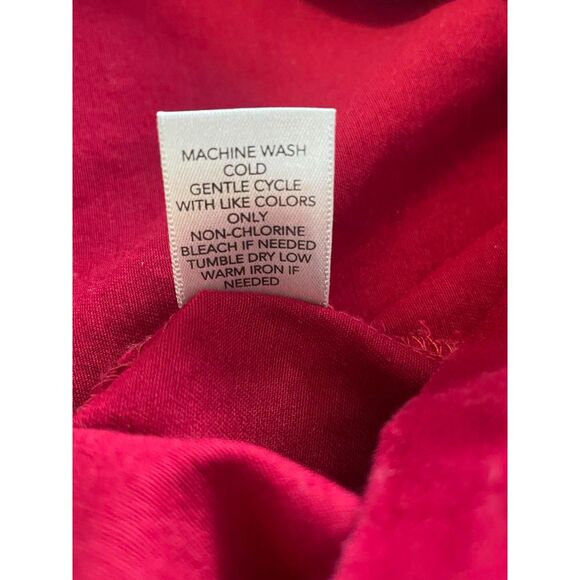 MACHINE WASH
COLD
GENTLE CYCLE
WITH LIKE COLORS
ONLY
NON-CHLORINE
BLEACH IF NEEDED
TUMBLE DRY LOW
WARM IRON IF
NEEDED